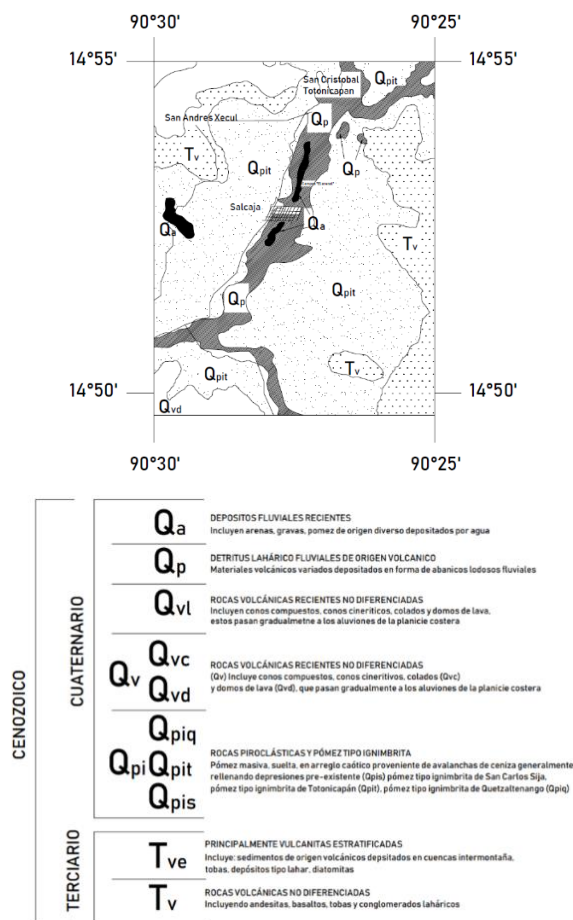 90°30' 90°25'
14°55' 14°55'
San Cristobal
Totonicapan
Qpit
San Andres Xecul
Qp
Tv
Qpit
Qp
Salcaja
Qa
Qa
Tv
Qpit
Qp
Qpit
Tv
14°50' 14°50'
Qvd
90°30' 90°25'
CENOZOICO
CUATERNARIO
Qa
DEPOSITOS FLUVIALES RECIENTES
Incluyen arenas, gravas, pomez de origen diverso depositados por agua
Qp
DETRITUS LAHÁRICO FLUVIALES DE ORIGEN VOLCANICO
Materiales volcánicos variados depositados en forma de abanicos lodosos fluviales
Qvl
ROCAS VOLCÁNICAS RECIENTES NO DIFERENCIADAS
Incluyen conos compuestos, conos cineríticos, colados y domos de lava,
estos pasan gradualmetne a los aluviones de la planicie costera
Qv
Qvc
Qvd
ROCAS VOLCÁNICAS RECIENTES NO DIFERENCIADAS
(Qv) Incluye conos compuestos, conos cineritivos, colados (Qvc)
y domos de lava (Qvd), que pasan gradualmente a los aluviones de la planicie costera
Qpiq
Qpi Qpit
Qpis
ROCAS PIROCLÁSTICAS Y PÓMEZ TIPO IGNIMBRITA
Pómez masiva, suelta, en arreglo caótico proveniente de avalanchas de ceniza generalmente
rellenando depresiones pre-existente (Qpis) pómez tipo ignimbrita de San Carlos Sija,
pómez tipo ignimbrita de Totonicapán (Qpit), pómez tipo ignimbrita de Quetzaltenango (Qpiq)
TERCIARIO
Tve
PRINCIPALMENTE VULCANITAS ESTRATIFICADAS
Incluye: sedimentos de origen volcánicos depsitados en cuencas intermontaña,
tobas, depósitos tipo lahar, diatomitas
Tv
ROCAS VOLCÁNICAS NO DIFERENCIADAS
Incluyendo andesitas, basaltos, tobas y conglomerados laháricos